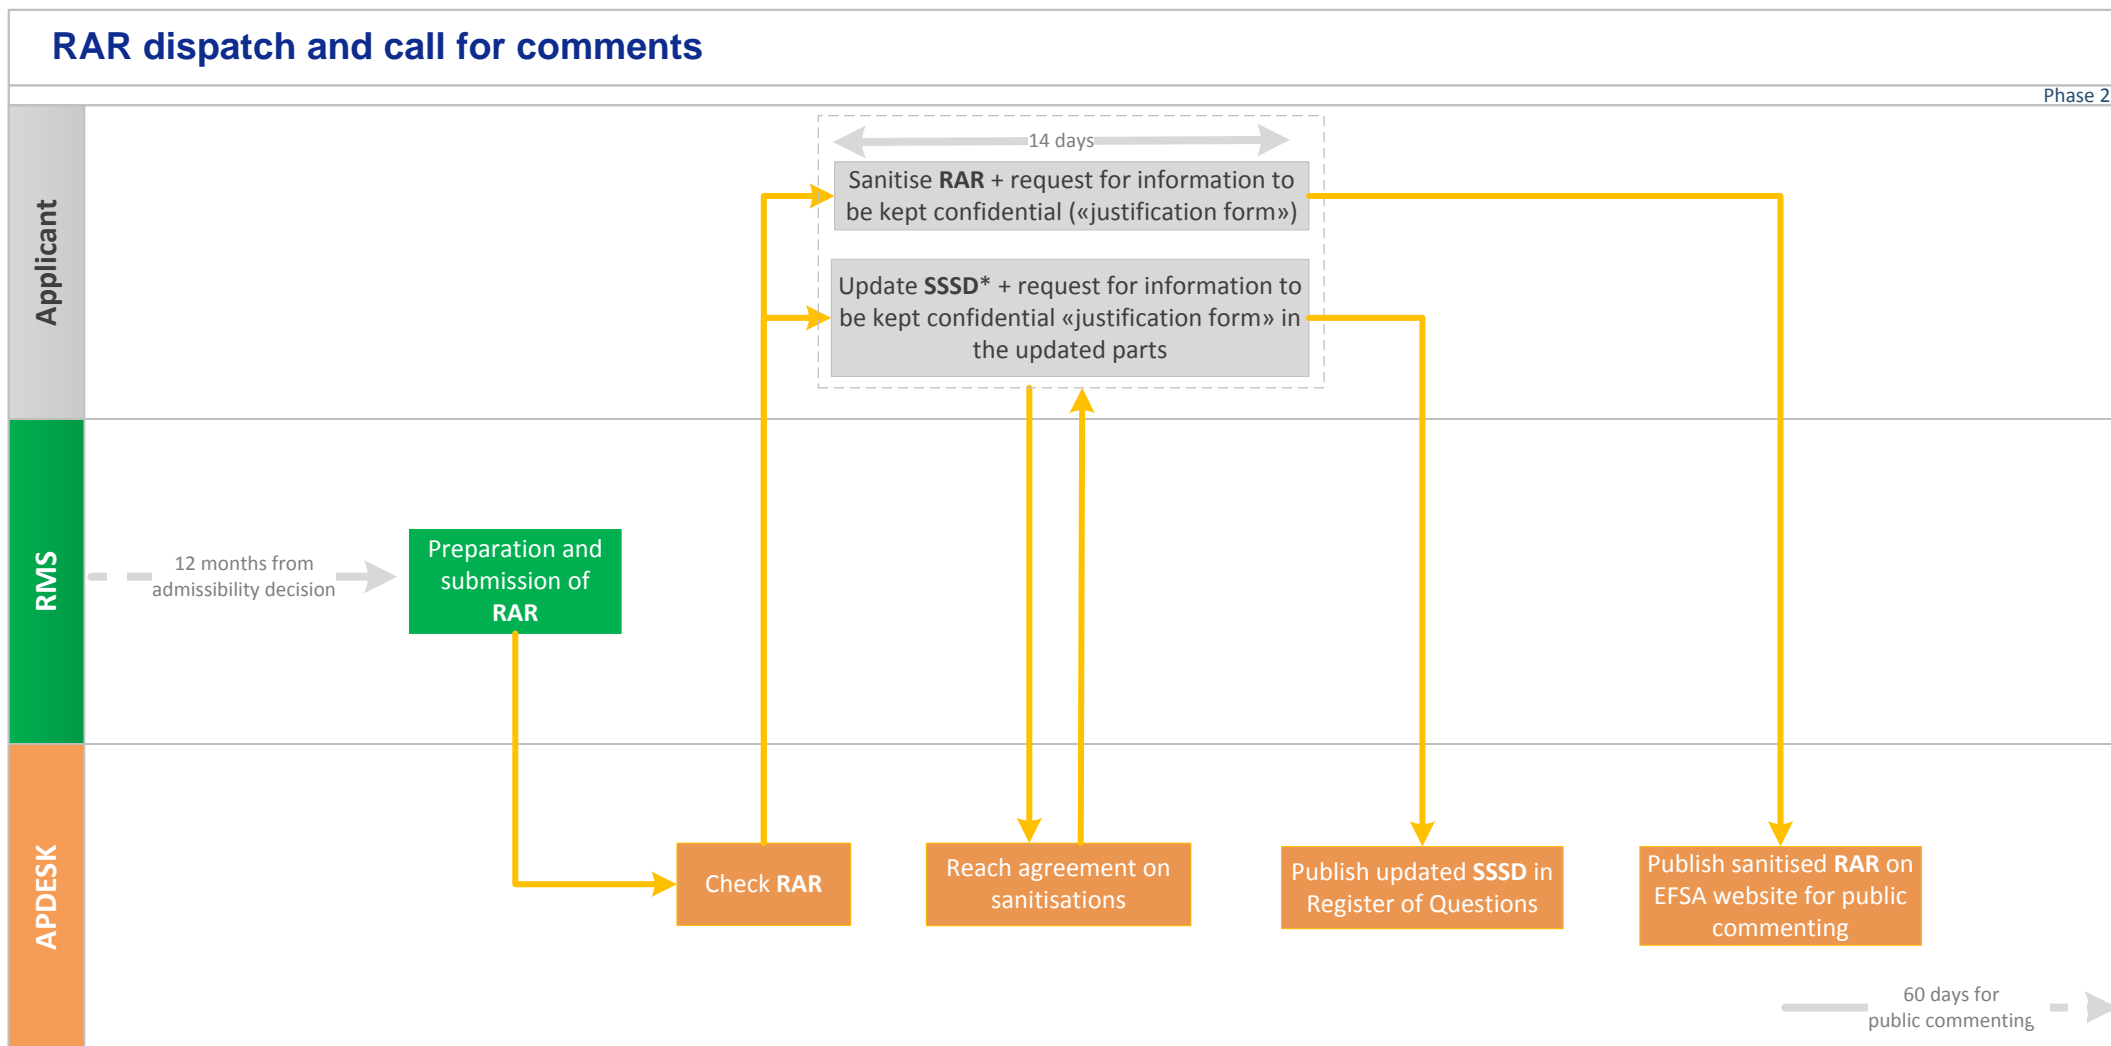 RAR dispatch and call for comments
Phase 2
Applicant
14 days
Sanitise RAR + request for information to
be kept confidential («justification form»)
Update SSSD* + request for information to
be kept confidential «justification form» in
the updated parts
RMS
12 months from
admissibility decision
Preparation and
submission of
RAR
APDESK
Check RAR
Reach agreement on
sanitisations
Publish updated SSSD in
Register of Questions
Publish sanitised RAR on
EFSA website for public
commenting
60 days for
public commenting